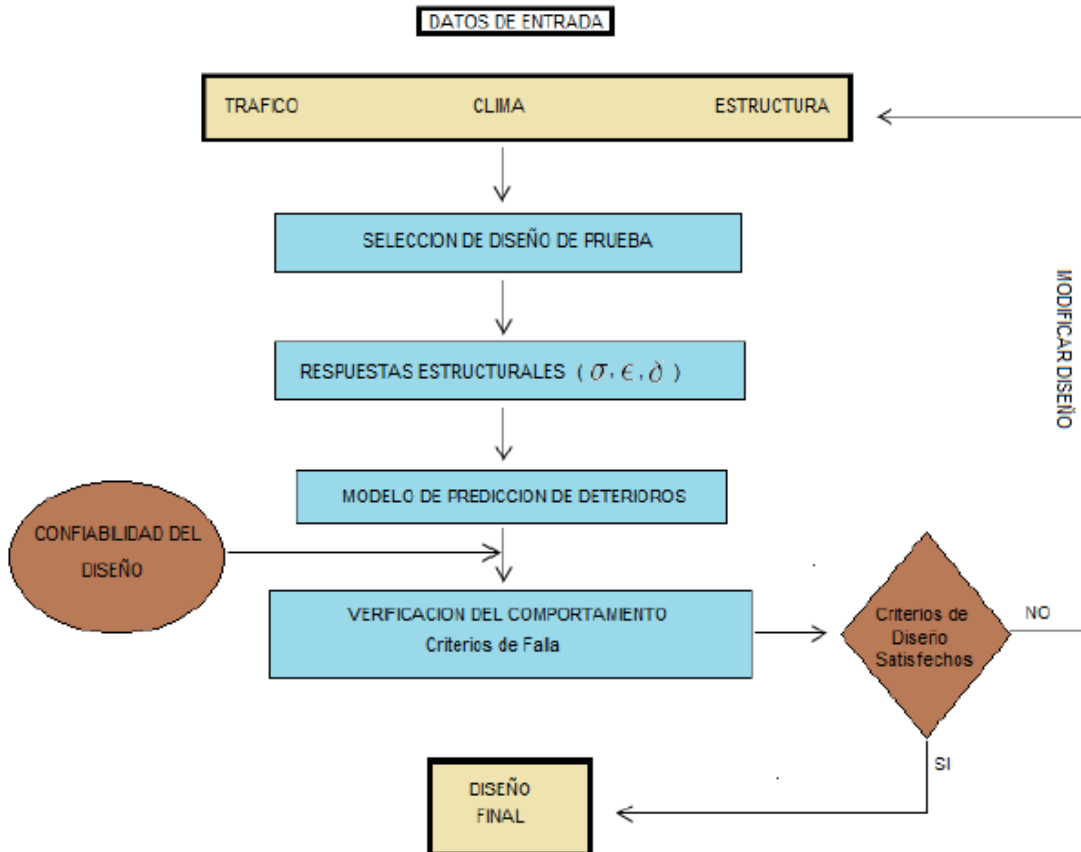 DATOS DE ENTRADA
TRAFICO CLIMA ESTRUCTURA
SELECCION DE DISEÑO DE PRUEBA
RESPUESTAS ESTRUCTURALES ( σ, ϵ, ∂ )
MODELO DE PREDICCION DE DETERIOROS
CONFIABILIDAD DEL
DISEÑO
VERIFICACION DEL COMPORTAMIENTO
Criterios de Falla
Criterios de
Diseño
Satisfechos
NO
MODIFICAR DISEÑO
SI
DISEÑO
FINAL